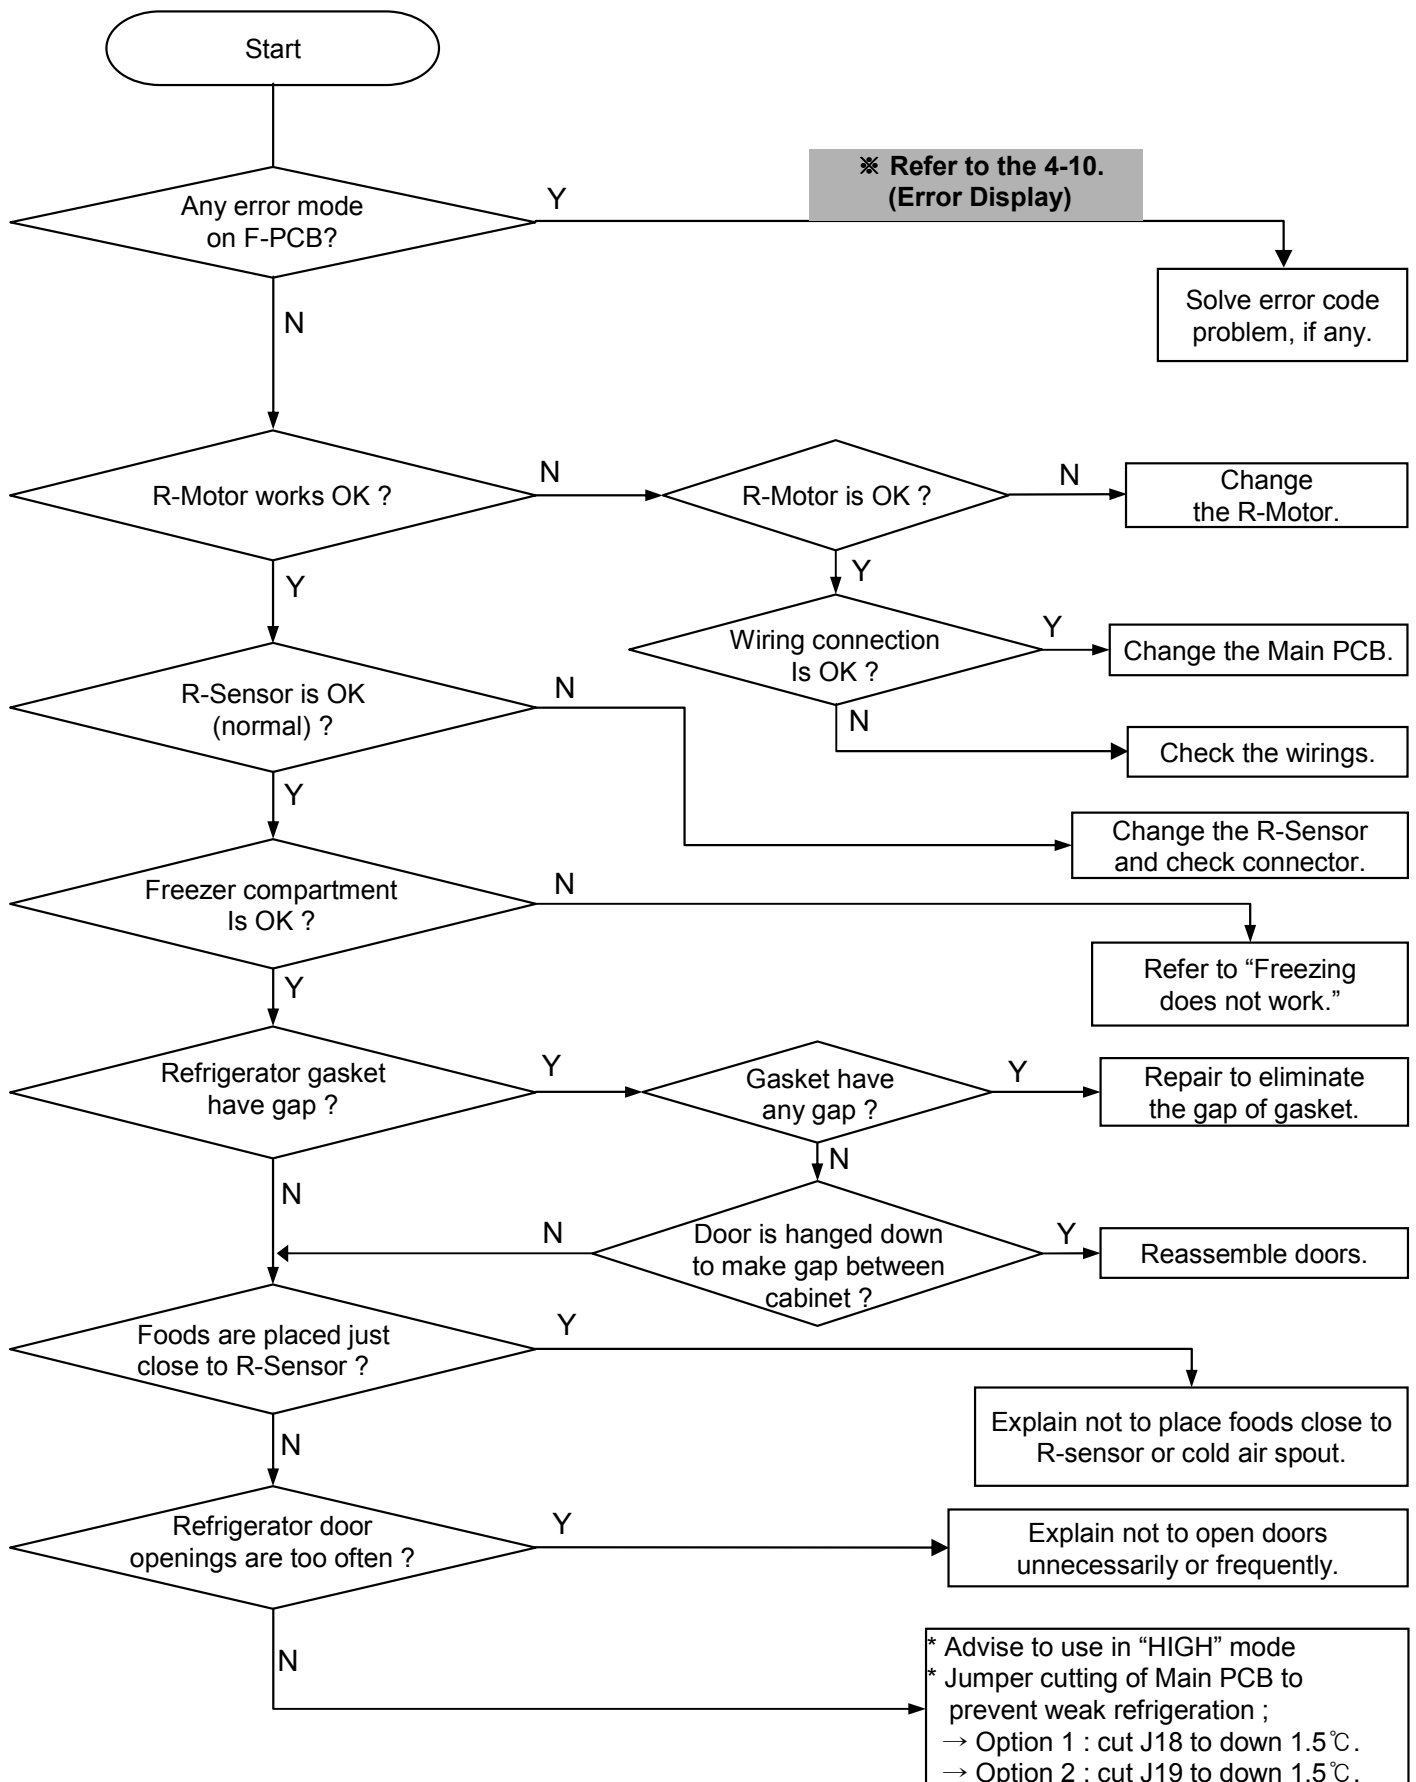 Start
※ Refer to the 4-10.
(Error Display)
Any error mode
on F-PCB?
Y
Solve error code
problem, if any.
N
R-Motor works OK ?
N
R-Motor is OK ?
N
Change
the R-Motor.
Y
Y
Wiring connection
Is OK ?
Y
Change the Main PCB.
R-Sensor is OK
(normal) ?
N
N
Check the wirings.
Y
Change the R-Sensor
and check connector.
Freezer compartment
Is OK ?
N
Refer to “Freezing
does not work.”
Y
Refrigerator gasket
have gap ?
Y
Gasket have
any gap ?
Y
Repair to eliminate
the gap of gasket.
N
N
Door is hanged down
to make gap between
cabinet ?
N
Y
Reassemble doors.
Foods are placed just
close to R-Sensor ?
Y
Explain not to place foods close to
R-sensor or cold air spout.
N
Refrigerator door
openings are too often ?
Y
Explain not to open doors
unnecessarily or frequently.
N
* Advise to use in “HIGH” mode
* Jumper cutting of Main PCB to
prevent weak refrigeration ;
→ Option 1 : cut J18 to down 1.5℃.
→ Option 2 : cut J19 to down 1.5℃.